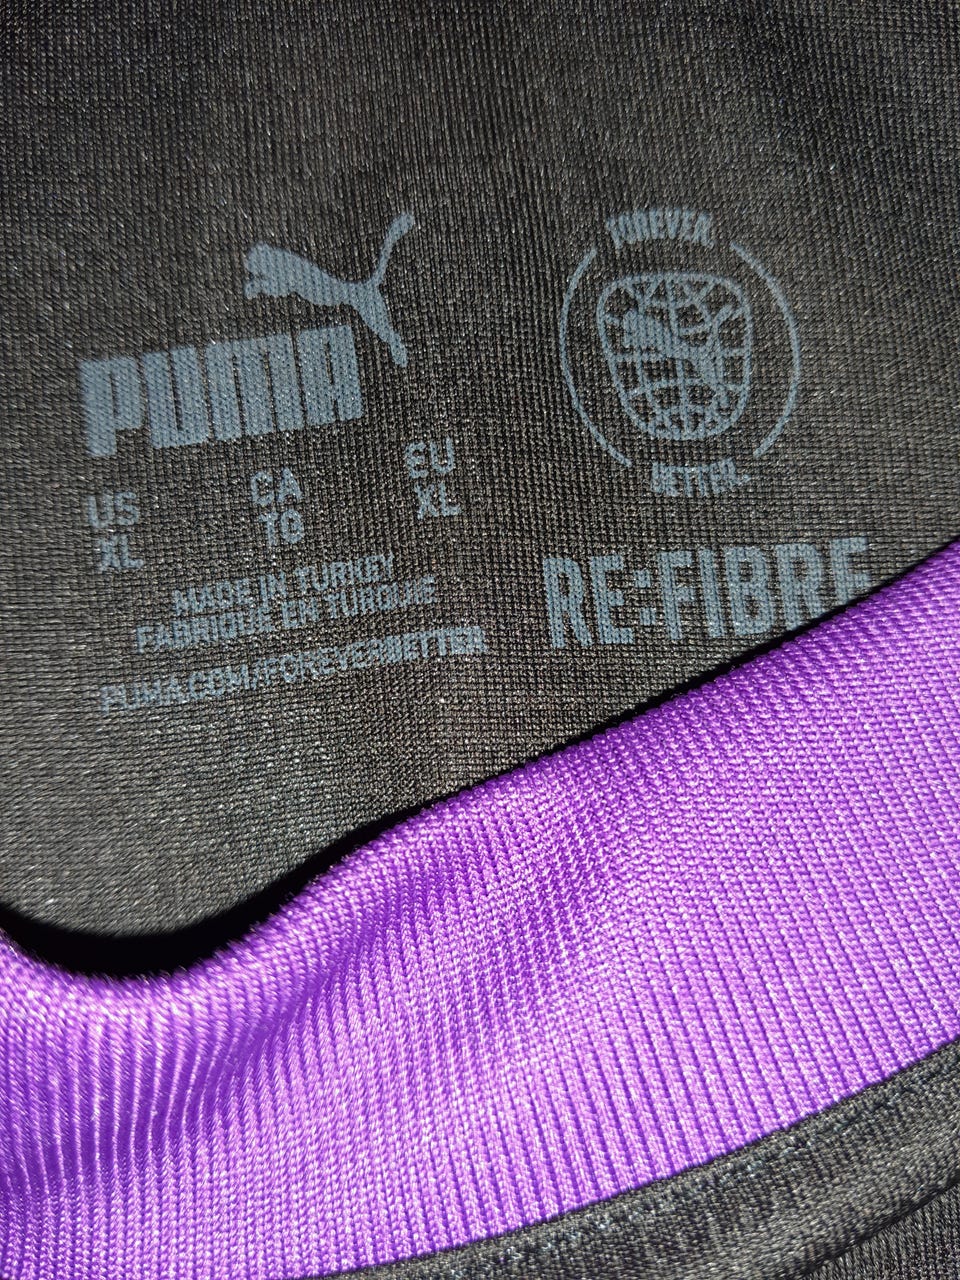 PUMA
US CA EU
XL TG XL
MADE IN TURKEY
FABRIQUÉ EN TURQUIE
PUMA.COM/FOREVERBETTER
FOREVER.
BETTER.
RE:FIBRE